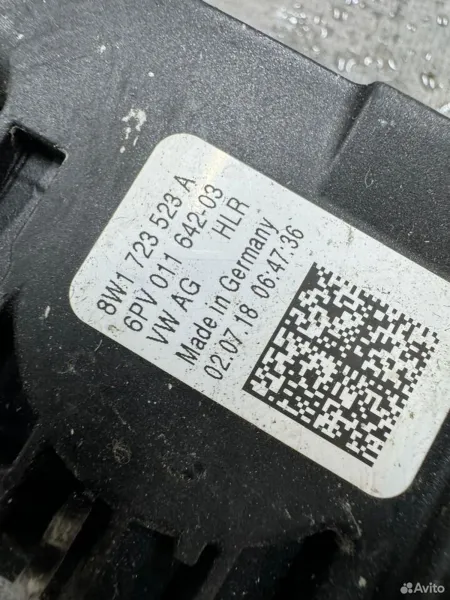 8W1 723 523 A
6PV 011 642-03
VW AG HLR
Made in Germany
02.07.18 06:47:36
Avito